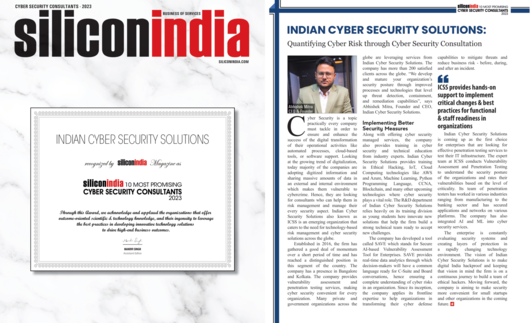 CYBER SECURITY CONSULTANTS - 2023
siliconindia
BUSINESS OF SERVICES
SILICONINDIA.COM
INDIAN CYBER SECURITY SOLUTIONS
recognized by siliconindia Magazine as
siliconindia 10 MOST PROMISING
CYBER SECURITY CONSULTANTS
2023
Through this Award, we acknowledge and applaud the organizations that offer
outcome-oriented scientific & technology knowledge, and their ingenuity to leverage
the best practices in developing innovative technology solutions
to drive high end business towards
siliconindia 10 MOST PROMISING
CYBER SECURITY CONSULTANTS
2023
INDIAN CYBER SECURITY SOLUTIONS:
Quantifying Cyber Risk through Cyber Security Consultation
Abhishek Mitra,
CEO & Founder
Cyber Security is a topic
practically every company
must tackle in order to
ensure and enhance the
success of the digital transformation
of their operational activities like
automated processes, cloud-based
tools, or software support. Looking
at the growing trend of digitalization,
today majority of the companies are
adopting digitized information and
sharing massive amounts of data in
an external and internal environment
which makes them vulnerable to
cybercrime. Hence, they are looking
for consultants who can help them in
risk management and manage their
every security aspect. Indian Cyber
Security Solutions also known as
ICSS is an emerging organization that
caters to the need for technology-based
risk management and cyber security
solutions across the globe.
Established in 2016, the firm has
gathered a good deal of momentum
over a short period of time and has
reached a distinguished position in
this segment of the country. The
company has a presence in Bangalore
and Kolkata. The company provides
vulnerability assessment and
penetration testing services, making
cyber security convenient for every
organization. Many private and
government organizations across the
globe are leveraging services from
Indian Cyber Security Solutions. The
company has more than 200 satisfied
clients across the globe. "We develop
and mature your organization's
security posture through improved
processes and technologies that level
up threat detection, containment,
and remediation capabilities", says
Abhishek Mitra, Founder and CEO,
Indian Cyber Security Solutions.
Implementing Better
Security Measures
Along with offering cyber security
managed services, the company
also provides training in cyber
security and technical education
from industry experts. Indian Cyber
Security Solutions provides training
in Ethical Hacking, IoT, Cloud
Computing technologies like AWS
and Azure, Machine Learning, Python
Programming Language, CCNA,
Blockchain, and many other upcoming
technologies where cyber security
plays a vital role. The R&D department
of Indian Cyber Security Solutions
relies heavily on its training division
as young students here innovate new
solutions that help the firm build a
strong technical team ready to accept
new challenges.
The company has developed a tool
called SAVE which stands for Secure
AI-based Vulnerability Assessment
Tool for Enterprise. SAVE provides
real-time data analytics through which
decision-makers will have a common
language ready for C-Suits and Board
conversations, hence ensuring a
complete understanding of cyber risks
in an organization. Since its inception,
the company applies its frontline
expertise to help organizations in
transforming their cyber defense
capabilities to mitigate threats and
reduce business risk - before, during,
and after an incident.
ICSS provides hands-on
support to implement
critical changes & best
practices for functional
& staff readiness in
organizations
Indian Cyber Security Solutions
is coming up as the first choice
for enterprises that are looking for
effective penetration testing services to
test their IT infrastructure. The expert
team at ICSS conducts Vulnerability
Assessment and Penetration Testing
to understand the security posture
of the organizations and rates their
vulnerabilities based on the level of
criticality. Its team of penetration
testers has worked in various industries
ranging from manufacturing to the
banking sector and has securing
applications and networks on various
platforms. The company has also
integrated AI and ML into cyber
security services.
The enterprise is constantly
evaluating security systems and
creating layers of protection in
a rapidly changing technology
environment. The vision of Indian
Cyber Security Solutions is to make
digital India hackproof and keeping
that vision in mind the firm is on a
continuous journey to build a team of
ethical hackers. Moving forward, the
company is aiming to make security
more convenient for small startups
and other organizations in the coming
future